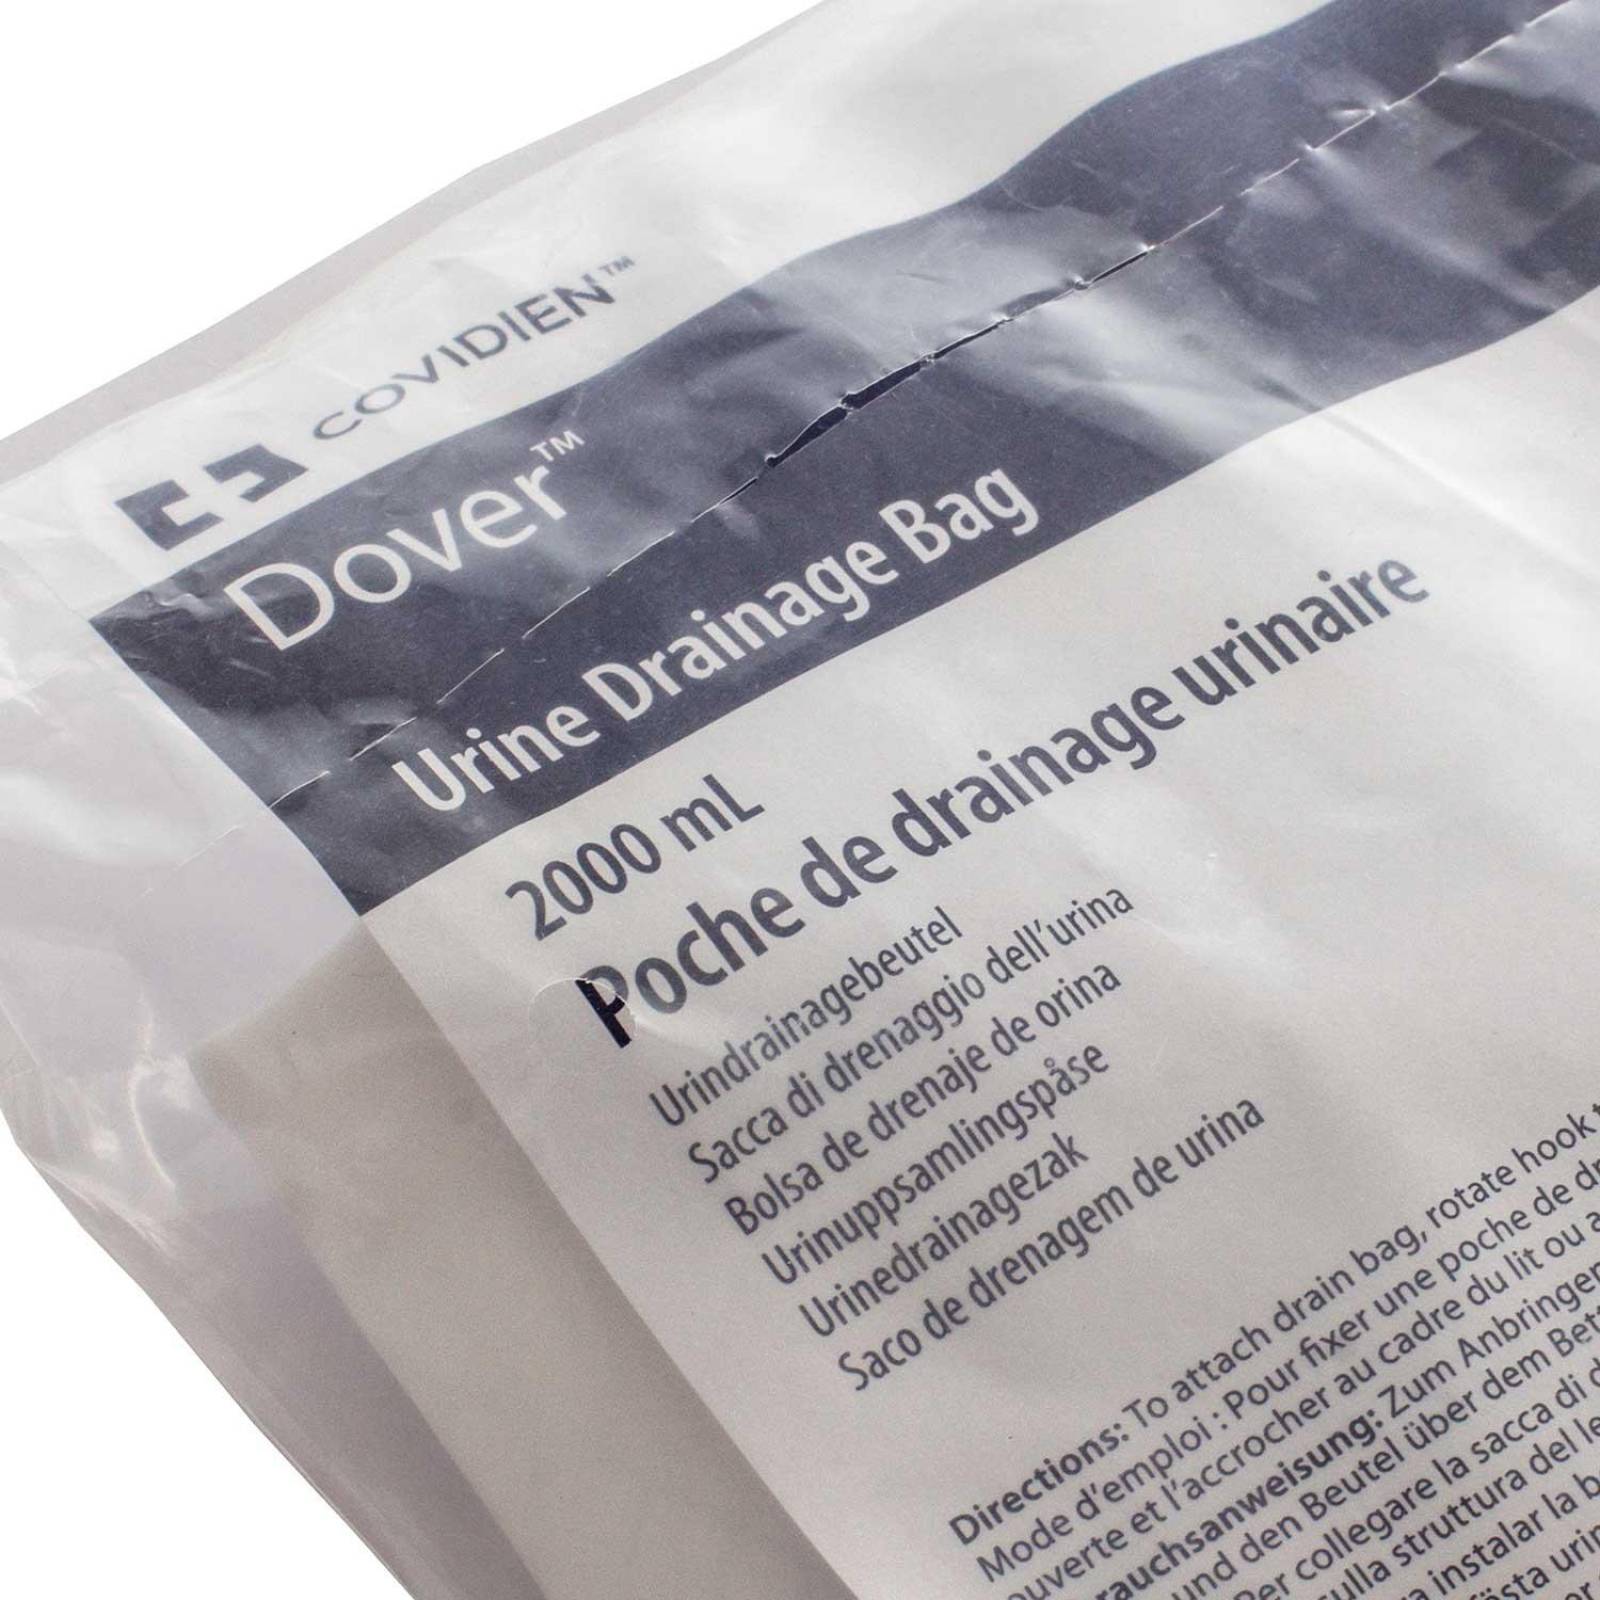 COVIDIEN™
Dover™
Urine Drainage Bag
2000 mL
Poche de drainage urinaire
Urindrainagebeutel
Sacca di drenaggio dell'urina
Bolsa de drenaje de orina
Urinuppsamlingspåse
Urinedrainagezak
Saco de drenagem de urina
Directions: To attach drain bag, rotate hook
Mode d'emploi : Pour fixer une poche de
ouverte et l'accrocher au cadre du lit ou
Zum Anbringen
und den Beutel über dem
Per collegare la sacca di
sulla struttura del
instalar la